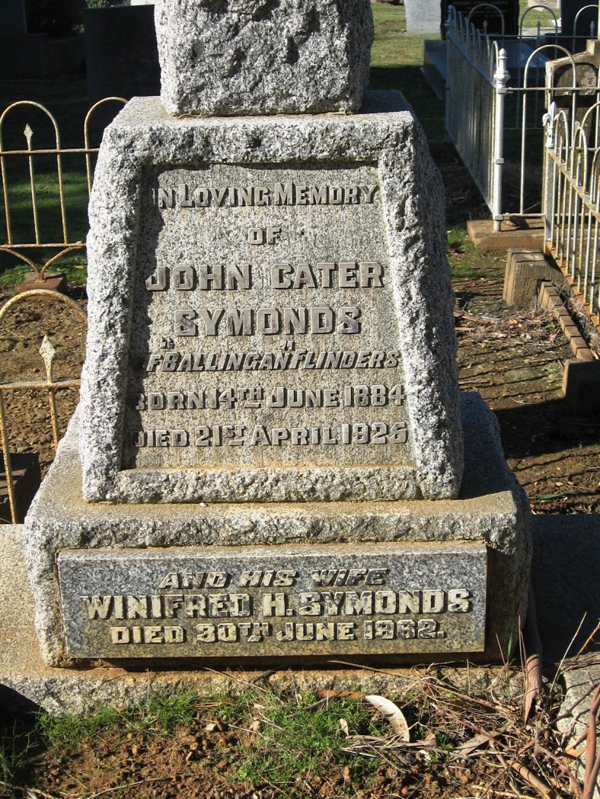 IN LOVING MEMORY
OF
JOHN CATER
SYMONDS
OF "BALLINGAN" FLINDERS
BORN 14TH JUNE 1884
DIED 21ST APRIL 1926
AND HIS WIFE
WINIFRED H. SYMONDS
DIED 30TH JUNE 1962.